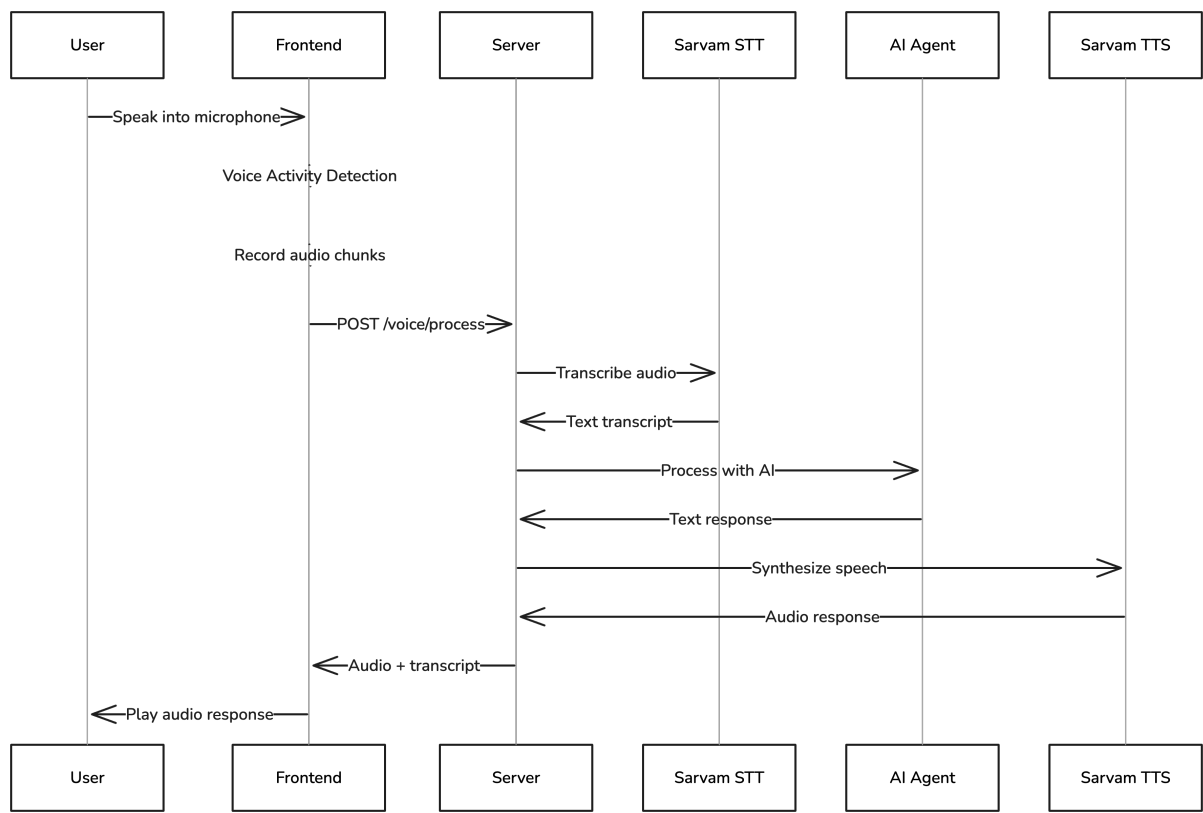 User
Frontend
Server
Sarvam STT
AI Agent
Sarvam TTS
Speak into microphone
Voice Activity Detection
Record audio chunks
POST /voice/process
Transcribe audio
Text transcript
Process with AI
Text response
Synthesize speech
Audio response
Audio + transcript
Play audio response
User
Frontend
Server
Sarvam STT
AI Agent
Sarvam TTS